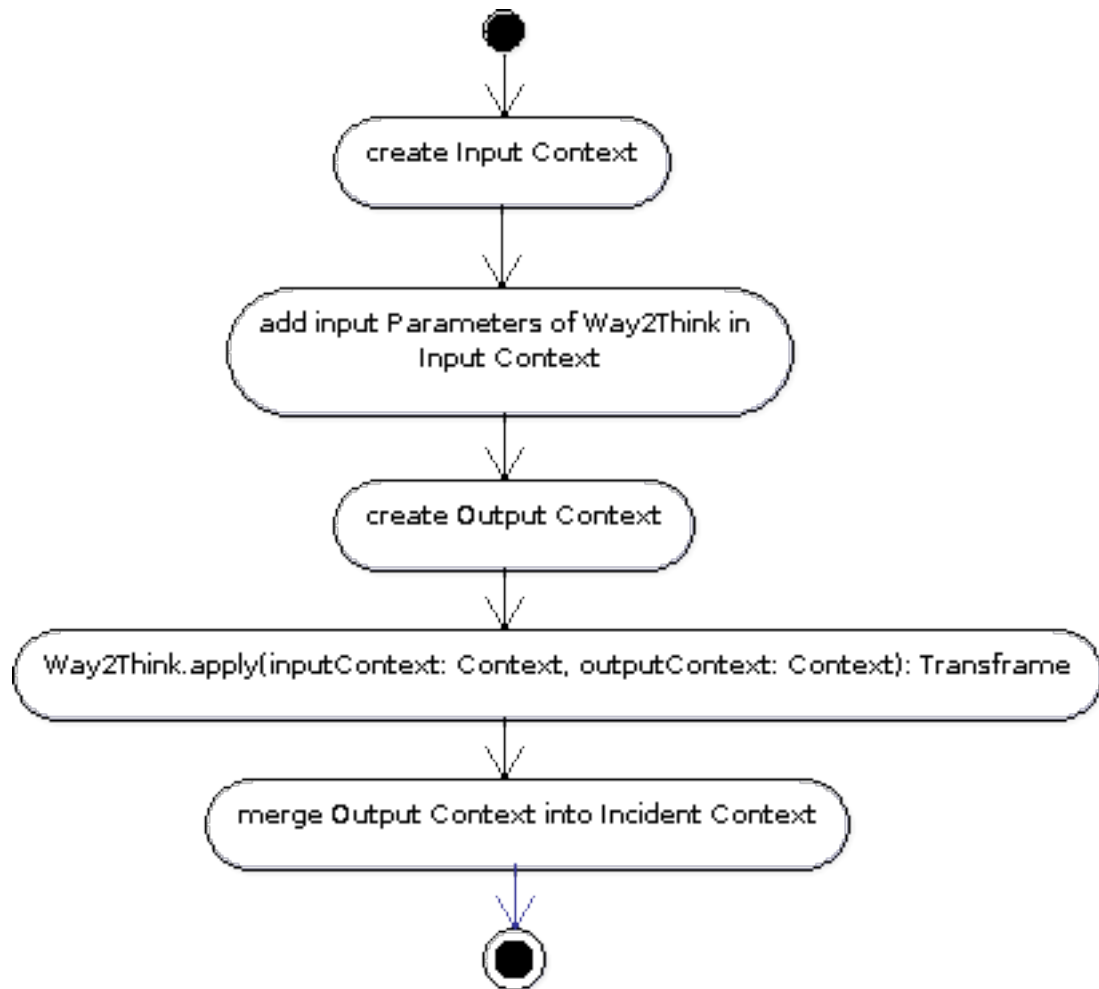 create Input Context
add input Parameters of Way2Think in
Input Context
create Output Context
Way2Think.apply(inputContext: Context, outputContext: Context): Transframe
merge Output Context into Incident Context